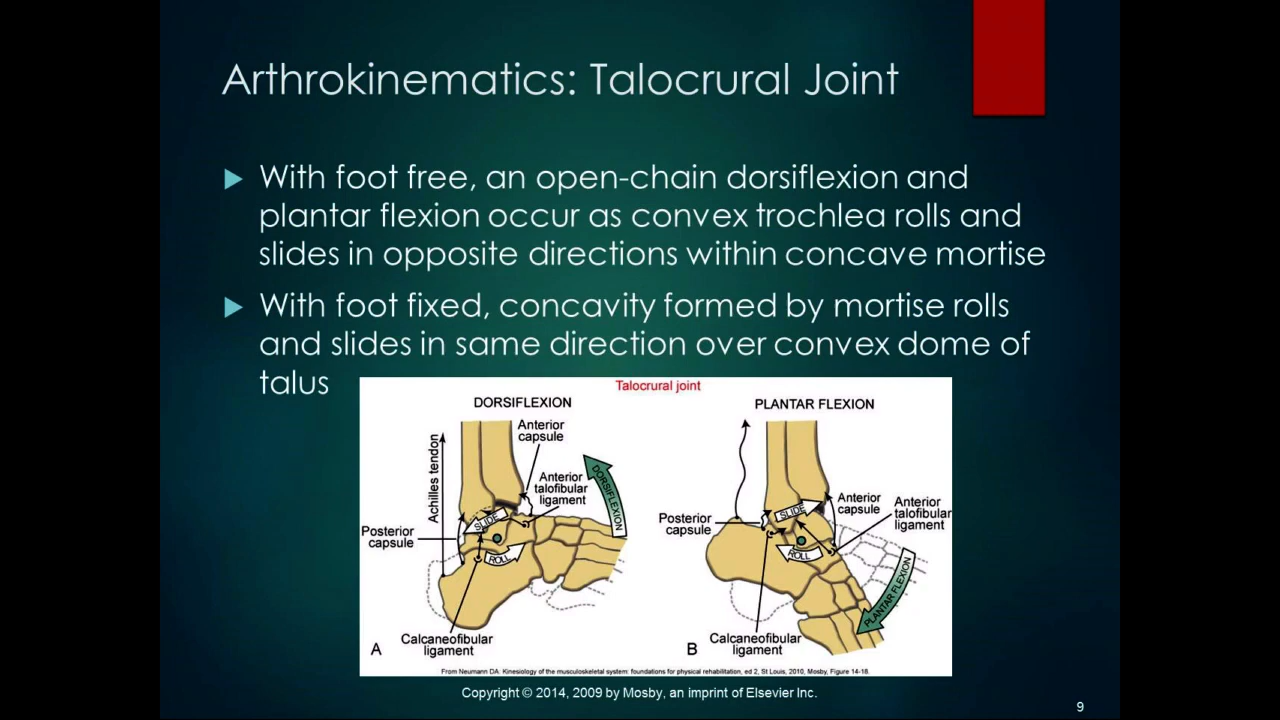 Arthrokinematics: Talocrural Joint
With foot free, an open-chain dorsiflexion and
plantar flexion occur as convex trochlea rolls and
slides in opposite directions within concave mortise
With foot fixed, concavity formed by mortise rolls
and slides in same direction over convex dome of
talus
Talocrural joint
DORSIFLEXION
Anterior
capsule
Achilles tendon
Anterior
talofibular
ligament
DORSIFLEXION
SLIDE
Posterior
capsule
ROLL
Calcaneofibular
ligament
A
PLANTAR FLEXION
Anterior
capsule
Anterior
talofibular
ligament
SLIDE
Posterior
capsule
ROLL
PLANTAR FLEXION
Calcaneofibular
ligament
B
From Neumann DA: Kinesiology of the musculoskeletal system: foundations for physical rehabilitation, ed 2, St Louis, 2010, Mosby, Figure 14-18.
Copyright © 2014, 2009 by Mosby, an imprint of Elsevier Inc.
9